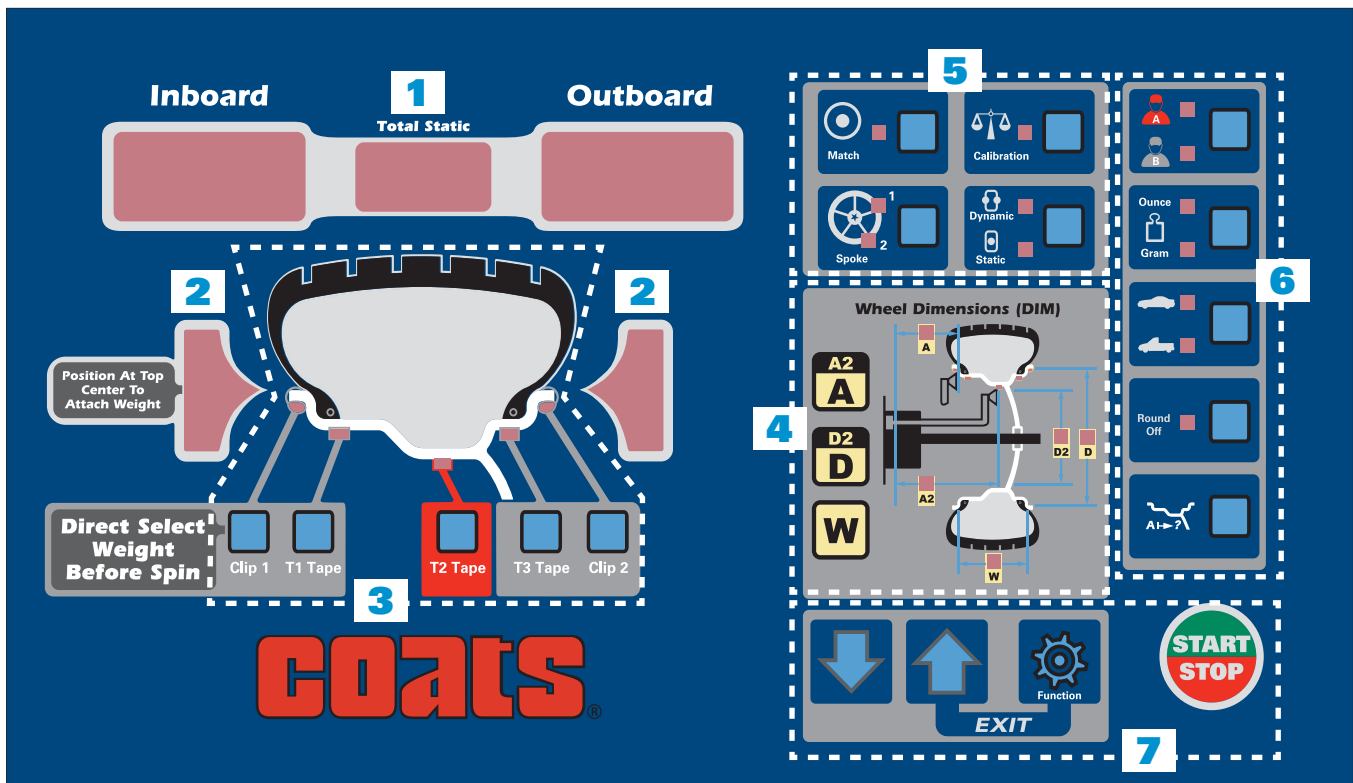 Inboard
1
Total Static
Outboard
2
2
Position At Top
Center To
Attach Weight
Direct Select
Weight
Before Spin
Clip 1
T1 Tape
T2 Tape
T3 Tape
Clip 2
3
coats®
5
Match
Calibration
1
2
Spoke
Dynamic
Static
A
B
Ounce
Gram
6
Round
Off
A ?
4
Wheel Dimensions (DIM)
A2
A
D2
D
W
A
D2
D
A2
W
Function
EXIT
START
STOP
7